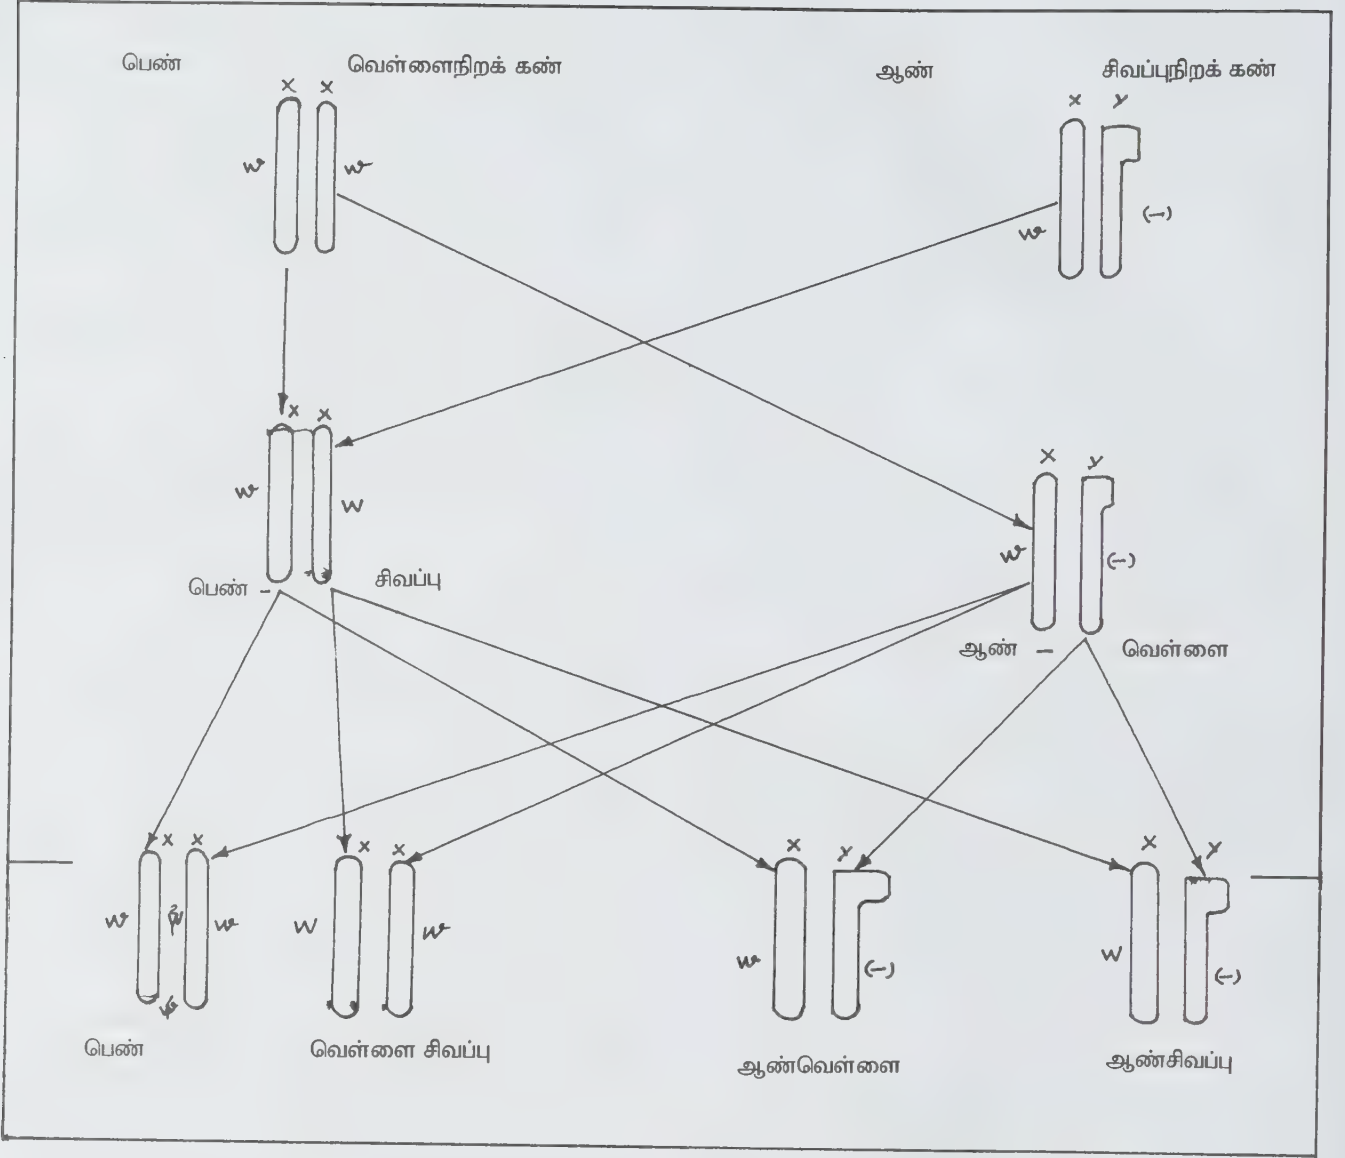 பெண் வெள்ளைநிறக் கண் ஆண் சிவப்புநிறக் கண்
x x x y
w w w (-)
x x x y
w W w (-)
பெண் - சிவப்பு
ஆண் - வெள்ளை
x x x x x y x y
w w W w w (-) W (-)
பெண் வெள்ளை சிவப்பு ஆண்வெள்ளை ஆண்சிவப்பு